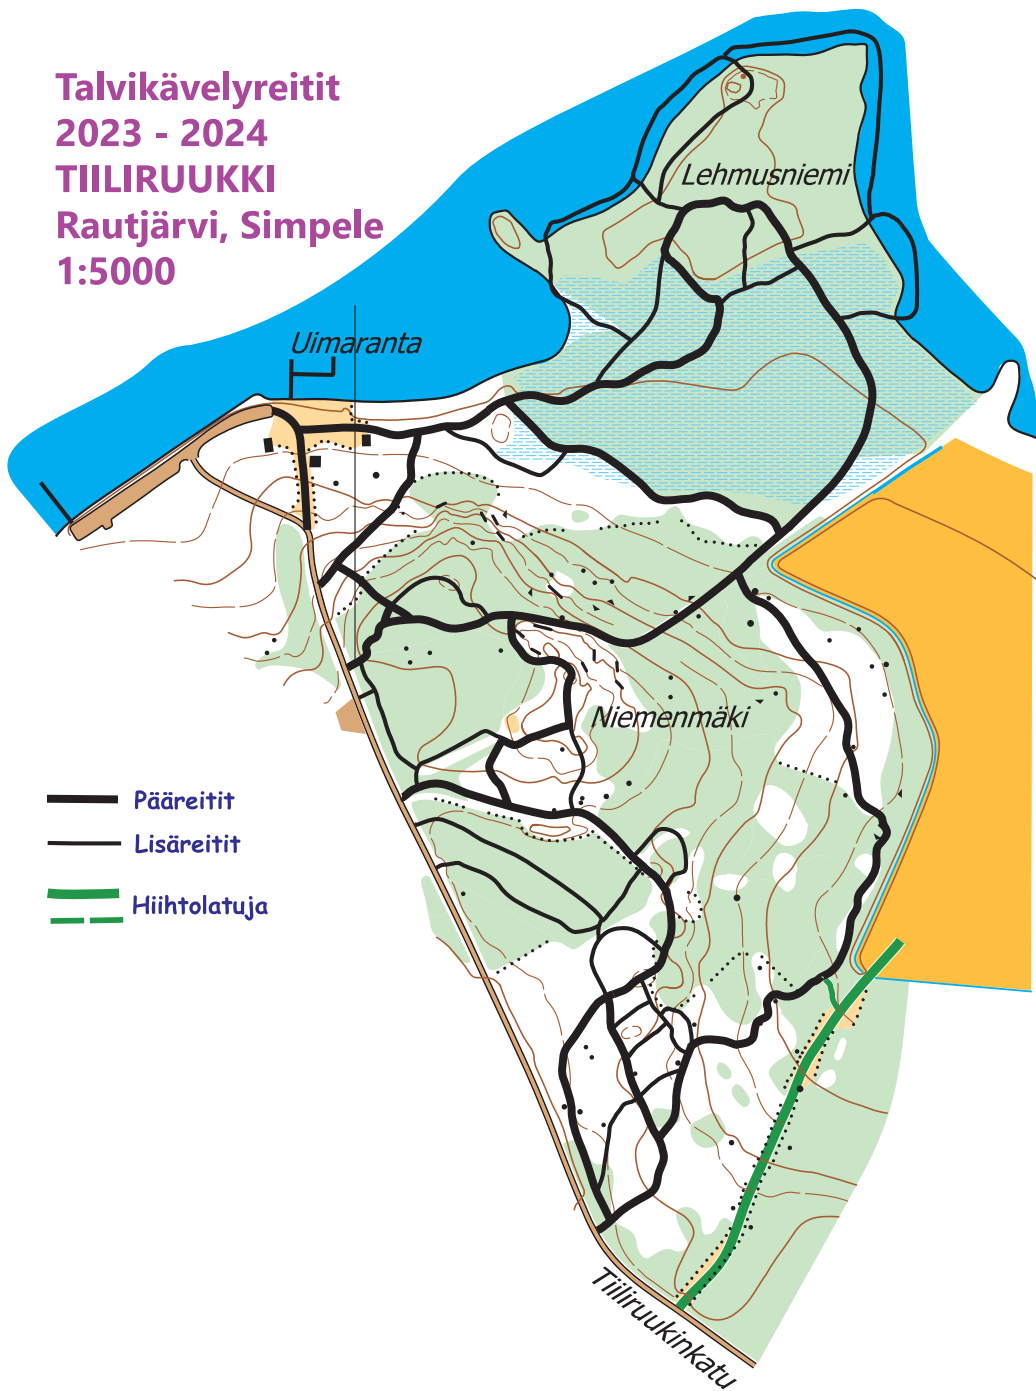 Talvikävelyreitit
2023 - 2024
TIILIRUUKKI
Rautjärvi, Simpele
1:5000
Lehmusniemi
Uimaranta
Niemenmäki
Pääreitit
Lisäreitit
Hiihtolatuja
Tiiliruukinkatu